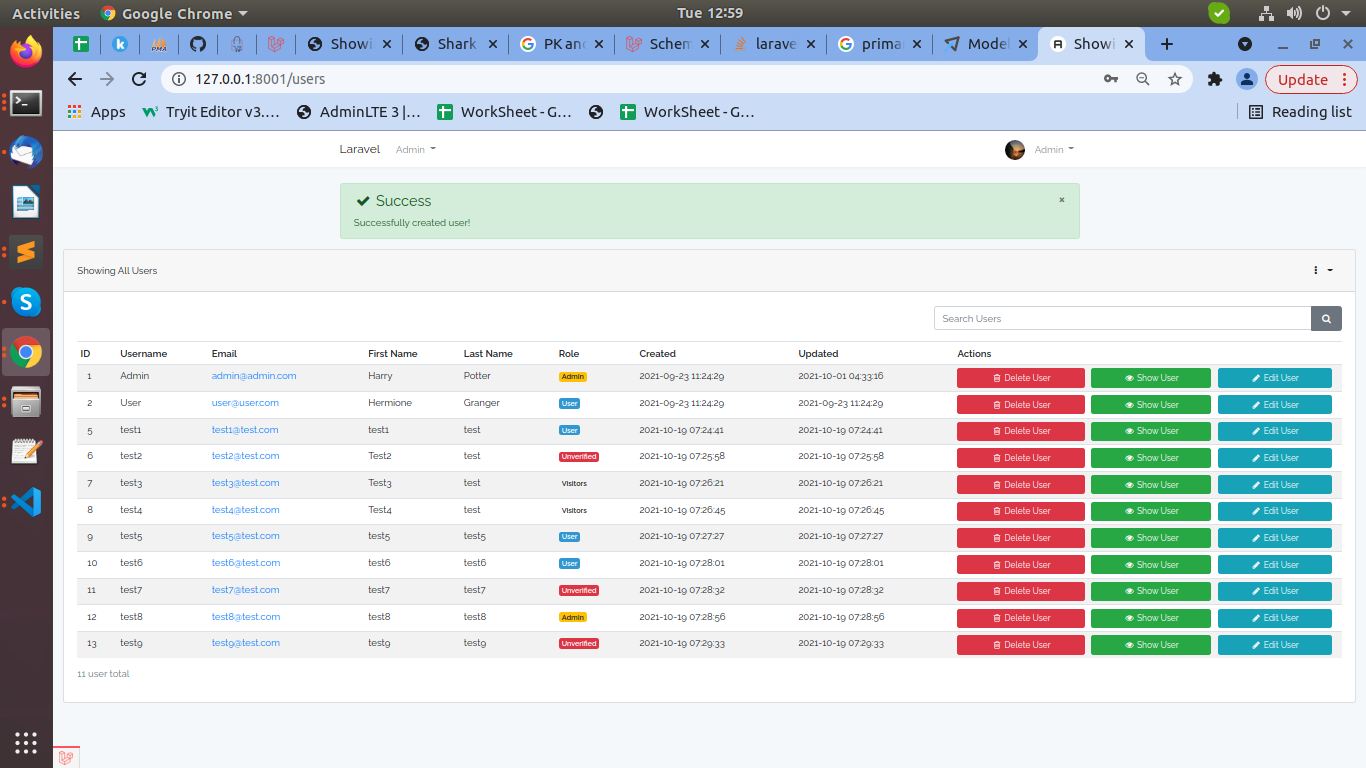 Activities Google Chrome Tue 12:59
Showi Shark PK and Schem larave prima Model Showi
127.0.0.1:8001/users Update
Apps Tryit Editor v3.... AdminLTE 3 |... WorkSheet - G... WorkSheet - G... Reading list
Laravel Admin Admin
Success ×
Successfully created user!
Showing All Users
Search Users
ID Username Email First Name Last Name Role Created Updated Actions
1 Admin admin@admin.com Harry Potter Admin 2021-09-23 11:24:29 2021-10-01 04:33:16 Delete User Show User Edit User
2 User user@user.com Hermione Granger User 2021-09-23 11:24:29 2021-09-23 11:24:29 Delete User Show User Edit User
5 test1 test1@test.com test1 test User 2021-10-19 07:24:41 2021-10-19 07:24:41 Delete User Show User Edit User
6 test2 test2@test.com Test2 test Unverified 2021-10-19 07:25:58 2021-10-19 07:25:58 Delete User Show User Edit User
7 test3 test3@test.com Test3 test Visitors 2021-10-19 07:26:21 2021-10-19 07:26:21 Delete User Show User Edit User
8 test4 test4@test.com Test4 test Visitors 2021-10-19 07:26:45 2021-10-19 07:26:45 Delete User Show User Edit User
9 test5 test5@test.com test5 test5 User 2021-10-19 07:27:27 2021-10-19 07:27:27 Delete User Show User Edit User
10 test6 test6@test.com test6 test6 User 2021-10-19 07:28:01 2021-10-19 07:28:01 Delete User Show User Edit User
11 test7 test7@test.com test7 test7 Unverified 2021-10-19 07:28:32 2021-10-19 07:28:32 Delete User Show User Edit User
12 test8 test8@test.com test8 test8 Admin 2021-10-19 07:28:56 2021-10-19 07:28:56 Delete User Show User Edit User
13 test9 test9@test.com test9 test9 Unverified 2021-10-19 07:29:33 2021-10-19 07:29:33 Delete User Show User Edit User
11 user total